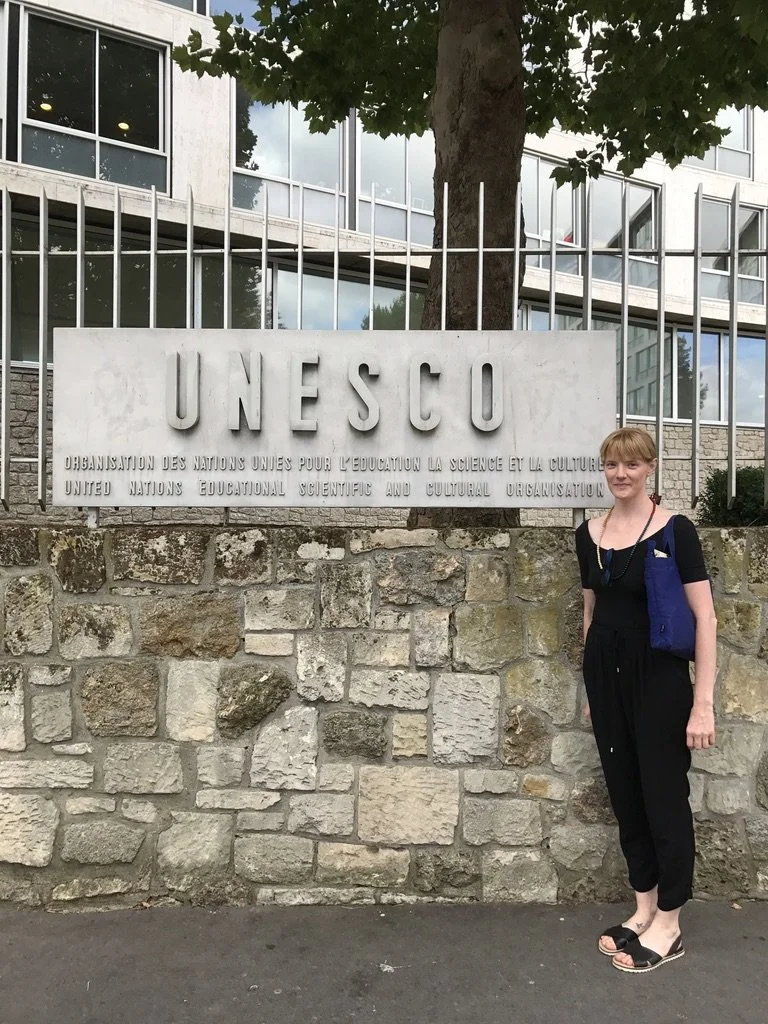 UNESCO
ORGANISATION DES NATIONS UNIES POUR L'EDUCATION LA SCIENCE ET LA CULTURE
UNITED NATIONS EDUCATIONAL SCIENTIFIC AND CULTURAL ORGANISATION